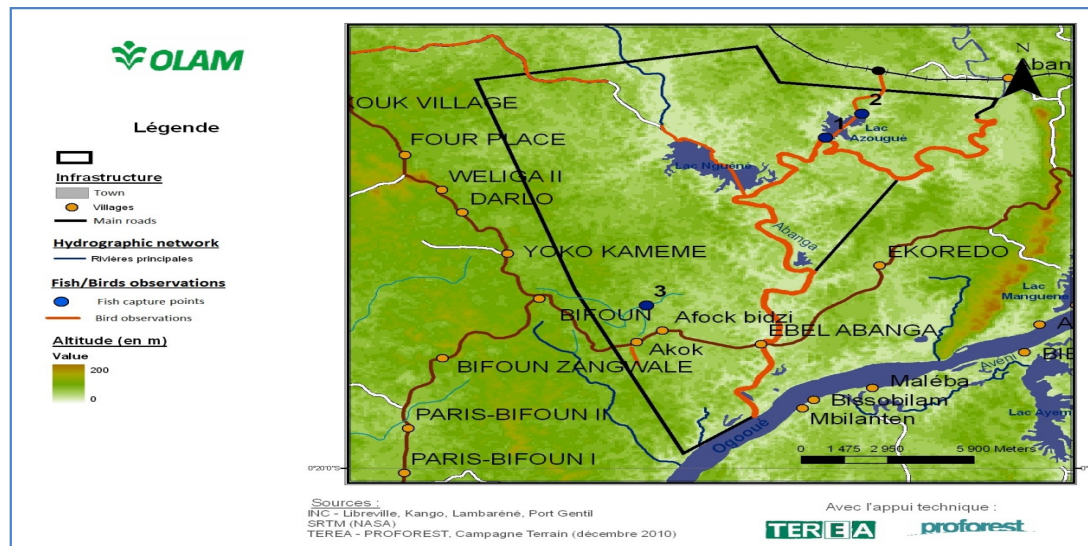 OLAM
Légende
Infrastructure
Town
Villages
Main roads
Hydrographic network
Rivières principales
Fish/Birds observations
Fish capture points
Bird observations
Altitude (en m)
Value
200
0
N
Aban
OUK VILLAGE
FOUR PLACE
WELIGA II
DARLO
YOKO KAMEME
BIFOUN
BIFOUN ZANGWALE
PARIS-BIFOUN II
PARIS-BIFOUN I
2
1
Lac
Azougué
Lac Nguéné
Abanga
EKOREDO
Lac
Manguene
3
Afock bidzi
EBEL ABANGA
Akok
A
Avéni
Maléba
Bissobilam
Mbilanten
Ogooué
Lac Ayem
0 1 475 2 950 5 900 Meters
0°20'0"S
Sources :
INC - Libreville, Kango, Lambaréné, Port Gentil
SRTM (NASA)
TEREA - PROFOREST, Campagne Terrain (décembre 2010)
Avec l'appui technique :
TEREA
proforest